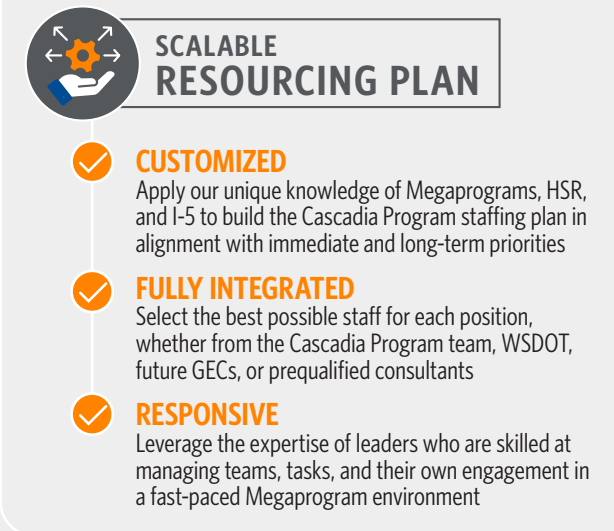 SCALABLE
RESOURCING PLAN
CUSTOMIZED
Apply our unique knowledge of Megaprograms, HSR,
and I-5 to build the Cascadia Program staffing plan in
alignment with immediate and long-term priorities
FULLY INTEGRATED
Select the best possible staff for each position,
whether from the Cascadia Program team, WSDOT,
future GECs, or prequalified consultants
RESPONSIVE
Leverage the expertise of leaders who are skilled at
managing teams, tasks, and their own engagement in
a fast-paced Megaprogram environment